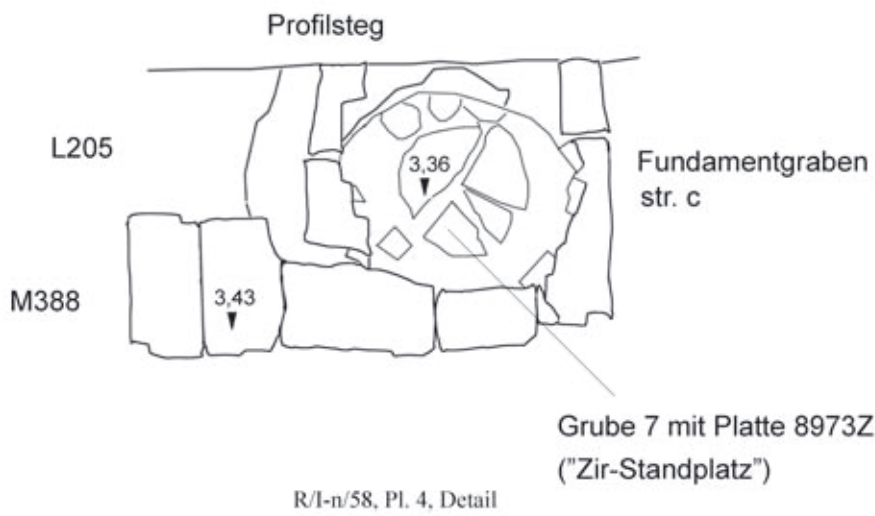 Profilsteg
L205
3,36
Fundamentgraben
str. c
M388
3,43
Grube 7 mit Platte 8973Z
(”Zir-Standplatz”)
R/I-n/58, Pl. 4, Detail